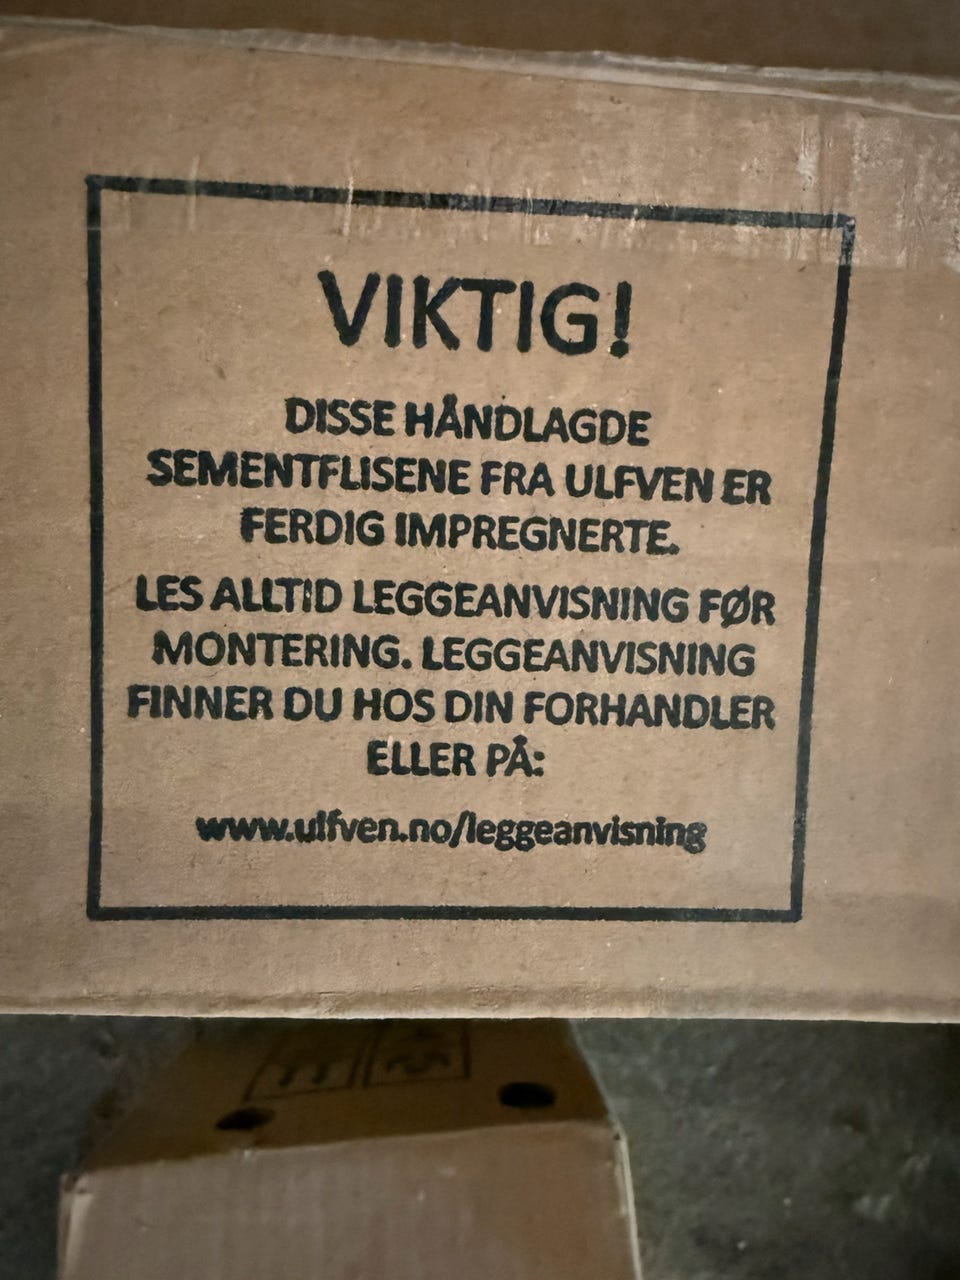 VIKTIG!
DISSE HÅNDLAGDE
SEMENTFLISENE FRA ULFVEN ER
FERDIG IMPREGNERTE.
LES ALLTID LEGGEANVISNING FØR
MONTERING. LEGGEANVISNING
FINNER DU HOS DIN FORHANDLER
ELLER PÅ:
www.ulfven.no/leggeanvisning